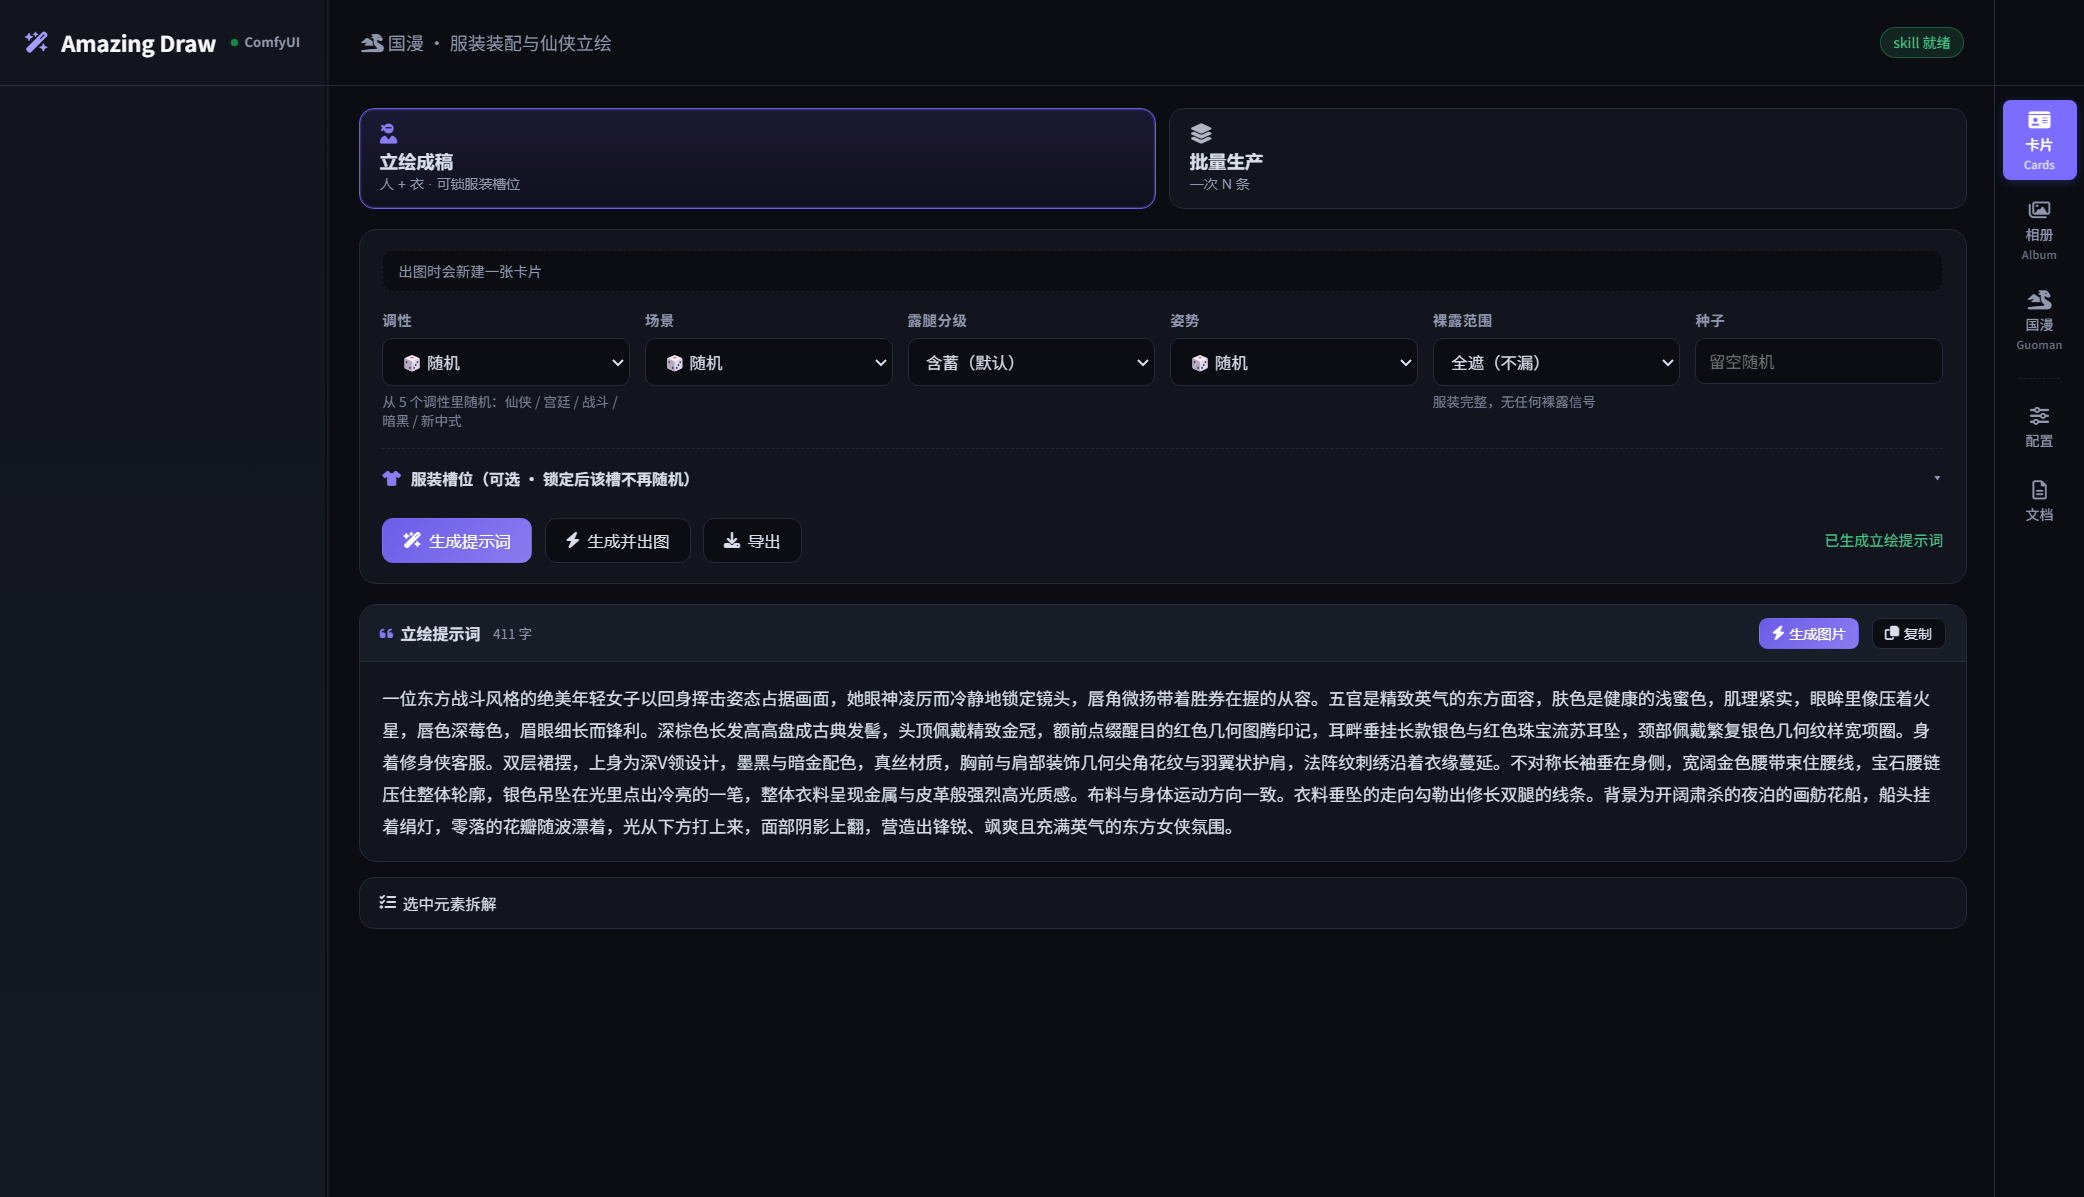 Amazing Draw
ComfyUI
国漫 · 服装装配与仙侠立绘
skill 就绪
立绘成稿
人 + 衣 · 可锁服装槽位
批量生产
一次 N 条
出图时会新建一张卡片
调性
场景
露腿分级
姿势
裸露范围
种子
随机
随机
含蓄（默认）
随机
全遮（不漏）
留空随机
从 5 个调性里随机：仙侠 / 宫廷 / 战斗 /
暗黑 / 新中式
服装完整，无任何裸露信号
服装槽位（可选 · 锁定后该槽不再随机）
生成提示词
生成并出图
导出
已生成立绘提示词
立绘提示词
411 字
生成图片
复制
一位东方战斗风格的绝美年轻女子以回身挥击姿态占据画面，她眼神凌厉而冷静地锁定镜头，唇角微扬带着胜券在握的从容。五官是精致英气的东方面容，肤色是健康的浅蜜色，肌理紧实，眼眸里像压着火
星，唇色深莓色，眉眼细长而锋利。深棕色长发高高盘成古典发髻，头顶佩戴精致金冠，额前点缀醒目的红色几何图腾印记，耳畔垂挂长款银色与红色珠宝流苏耳坠，颈部佩戴繁复银色几何纹样宽项圈。身
着修身侠客服。双层裙摆，上身为深V领设计，墨黑与暗金配色，真丝材质，胸前与肩部装饰几何尖角花纹与羽翼状护肩，法阵纹刺绣沿着衣缘蔓延。不对称长袖垂在身侧，宽阔金色腰带束住腰线，宝石腰链
压住整体轮廓，银色吊坠在光里点出冷亮的一笔，整体衣料呈现金属与皮革般强烈高光质感。布料与身体运动方向一致。衣料垂坠的走向勾勒出修长双腿的线条。背景为开阔肃杀的夜泊的画舫花船，船头挂
着绢灯，零落的花瓣随波漂着，光从下方打上来，面部阴影上翻，营造出锋锐、飒爽且充满英气的东方女侠氛围。
选中元素拆解
卡片
Cards
相册
Album
国漫
Guoman
配置
文档